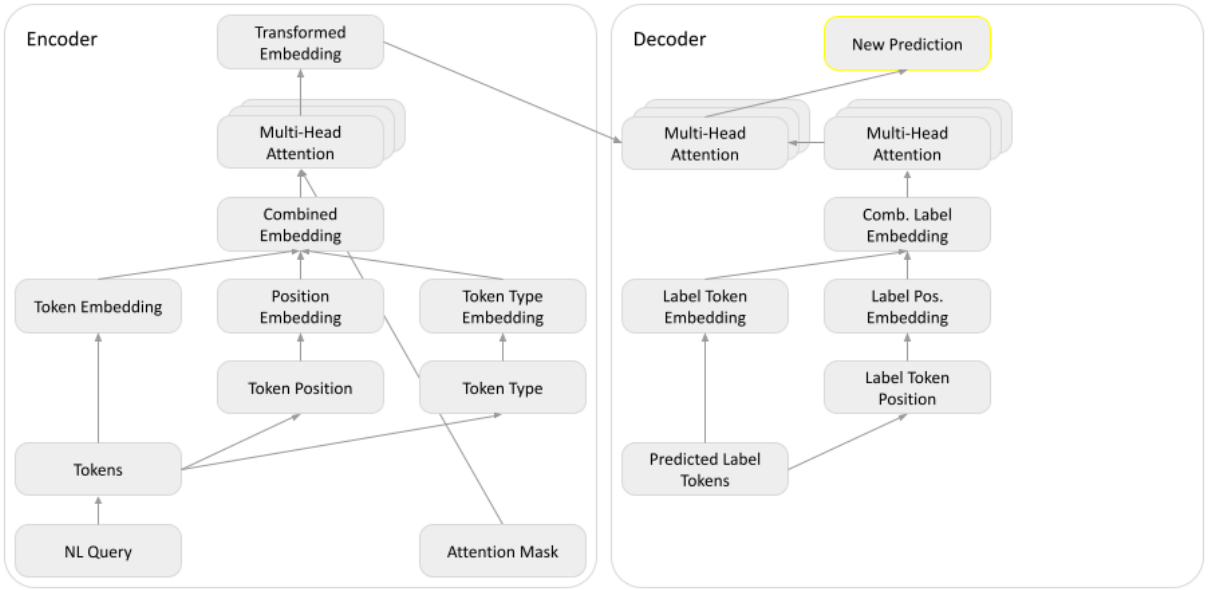 Encoder
Transformed
Embedding
Multi-Head
Attention
Combined
Embedding
Token Embedding
Position
Embedding
Token Type
Embedding
Token Position
Token Type
Tokens
NL Query
Attention Mask
Decoder
New Prediction
Multi-Head
Attention
Multi-Head
Attention
Comb. Label
Embedding
Label Token
Embedding
Label Pos.
Embedding
Label Token
Position
Predicted Label
Tokens